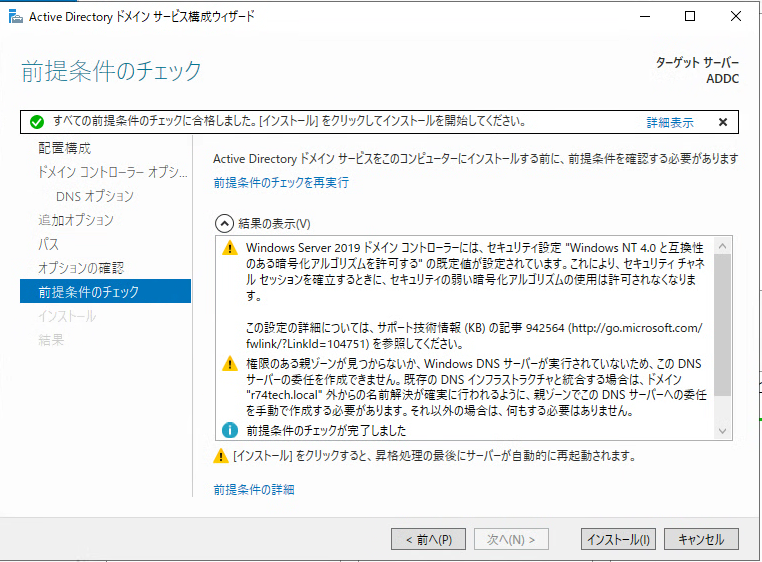 Active Directory ドメイン サービス構成ウィザード
前提条件のチェック
ターゲット サーバー
ADDC
すべての前提条件のチェックに合格しました。[インストール] をクリックしてインストールを開始してください。
詳細表示
配置構成
ドメイン コントローラー オプシ...
DNS オプション
追加オプション
パス
オプションの確認
前提条件のチェック
インストール
結果
Active Directory ドメイン サービスをこのコンピューターにインストールする前に、前提条件を確認する必要があります
前提条件のチェックを再実行
結果の表示(V)
Windows Server 2019 ドメイン コントローラーには、セキュリティ設定 "Windows NT 4.0 と互換性
のある暗号化アルゴリズムを許可する" の既定値が設定されています。これにより、セキュリティ チャネ
ル セッションを確立するときに、セキュリティの弱い暗号化アルゴリズムの使用は許可されなくなりま
す。
この設定の詳細については、サポート技術情報 (KB) の記事 942564 (http://go.microsoft.com/
fwlink/?LinkId=104751) を参照してください。
権限のある親ゾーンが見つからないか、Windows DNS サーバーが実行されていないため、この DNS
サーバーの委任を作成できません。既存の DNS インフラストラクチャと統合する場合は、ドメイン
"r74tech.local" 外からの名前解決が確実に行われるように、親ゾーンでこの DNS サーバーへの委任
を手動で作成する必要があります。それ以外の場合は、何もする必要はありません。
前提条件のチェックが完了しました
[インストール] をクリックすると、昇格処理の最後にサーバーが自動的に再起動されます。
前提条件の詳細
< 前へ(P)
次へ(N) >
インストール(I)
キャンセル